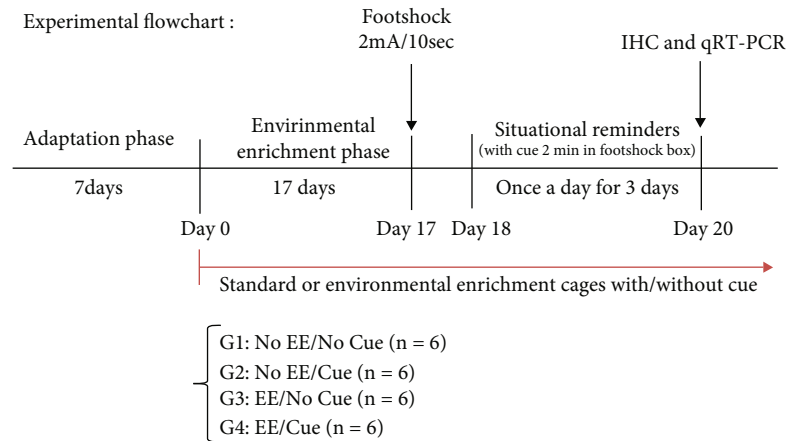 Experimental flowchart :
Footshock
2mA/10sec
IHC and qRT-PCR
Adaptation phase
Envirinmental
enrichment phase
Situational reminders
(with cue 2 min in footshock box)
7days
17 days
Once a day for 3 days
Day 0
Day 17
Day 18
Day 20
Standard or environmental enrichment cages with/without cue
G1: No EE/No Cue (n = 6)
G2: No EE/Cue (n = 6)
G3: EE/No Cue (n = 6)
G4: EE/Cue (n = 6)